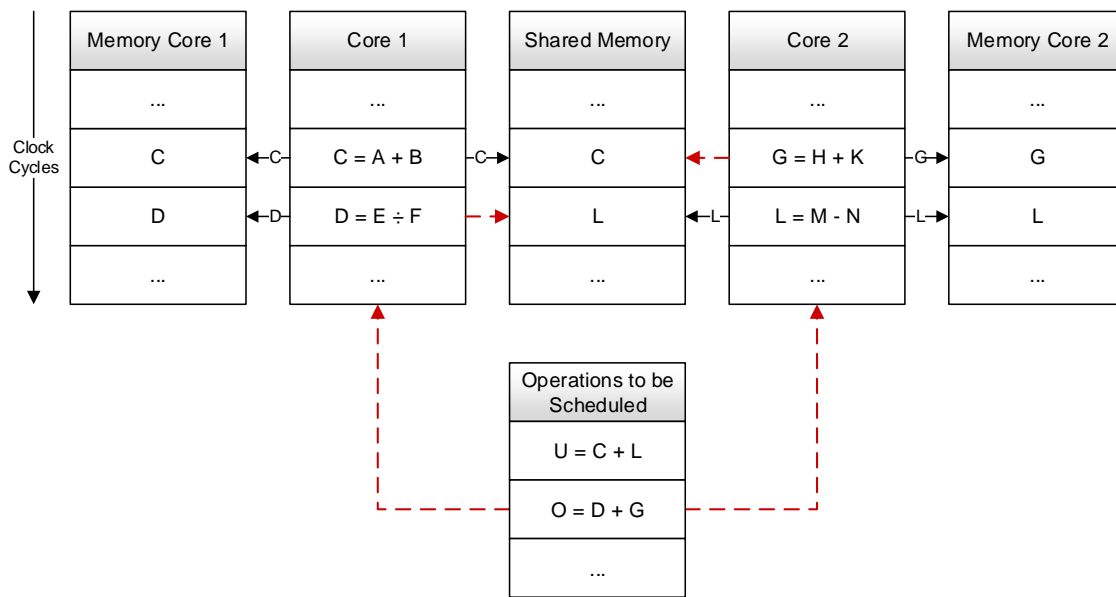 Memory Core 1
Core 1
Shared Memory
Core 2
Memory Core 2
...
...
...
...
...
Clock
Cycles
C
C
C = A + B
C
C
G = H + K
G
G
D
D
D = E ÷ F
L
L
L = M - N
L
L
...
...
...
...
...
Operations to be
Scheduled
U = C + L
O = D + G
...